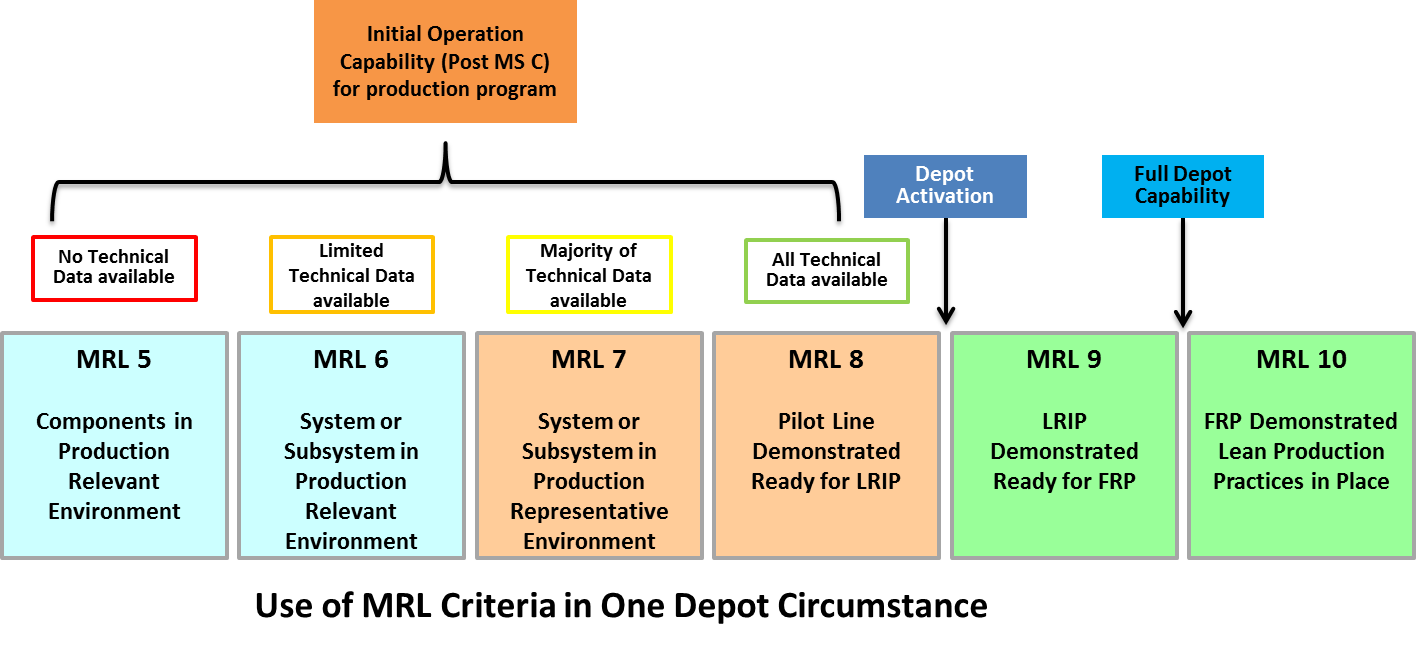 Initial Operation
Capability (Post MS C)
for production program
Depot
Activation
Full Depot
Capability
No Technical
Data available
Limited
Technical Data
available
Majority of
Technical Data
available
All Technical
Data available
MRL 5
Components in
Production
Relevant
Environment
MRL 6
System or
Subsystem in
Production
Relevant
Environment
MRL 7
System or
Subsystem in
Production
Representative
Environment
MRL 8
Pilot Line
Demonstrated
Ready for LRIP
MRL 9
LRIP
Demonstrated
Ready for FRP
MRL 10
FRP Demonstrated
Lean Production
Practices in Place
Use of MRL Criteria in One Depot Circumstance